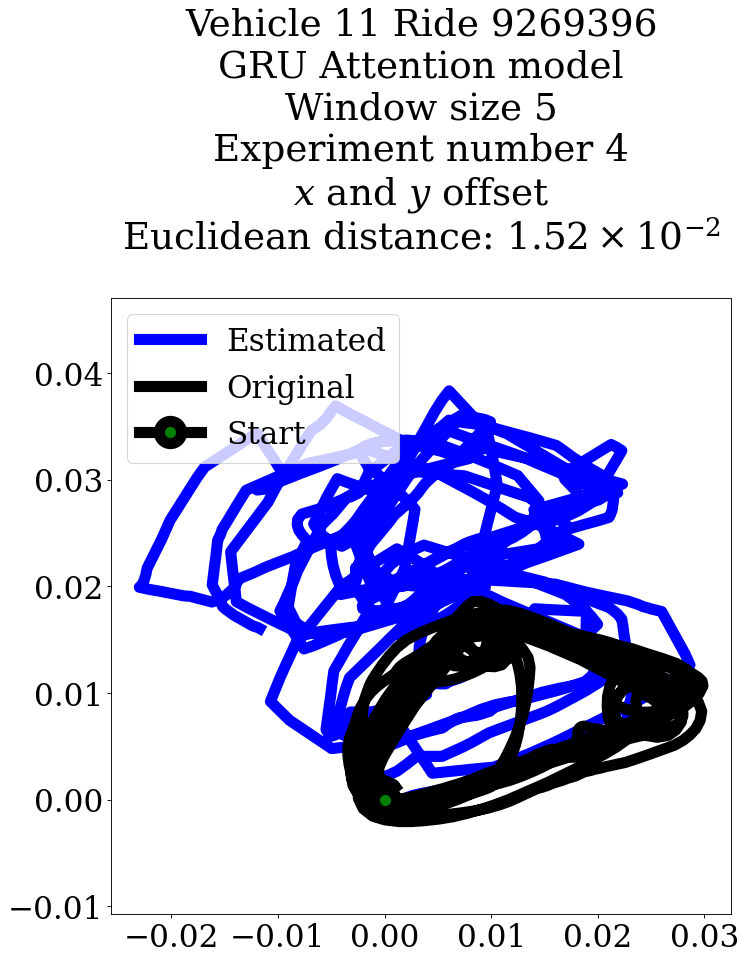 Vehicle 11 Ride 9269396
GRU Attention model
Window size 5
Experiment number 4
x and y offset
Euclidean distance: 1.52 × 10⁻²
Estimated
Original
Start
0.04
0.03
0.02
0.01
0.00
−0.01
−0.02 −0.01 0.00 0.01 0.02 0.03